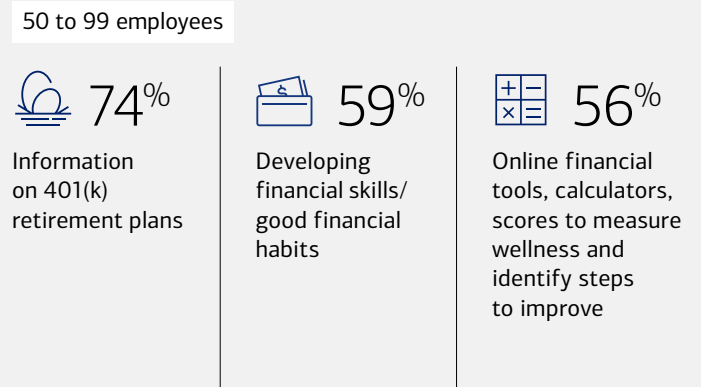 50 to 99 employees
74%
Information
on 401(k)
retirement plans
$
59%
Developing
financial skills/
good financial
habits
+ −
× =
56%
Online financial
tools, calculators,
scores to measure
wellness and
identify steps
to improve